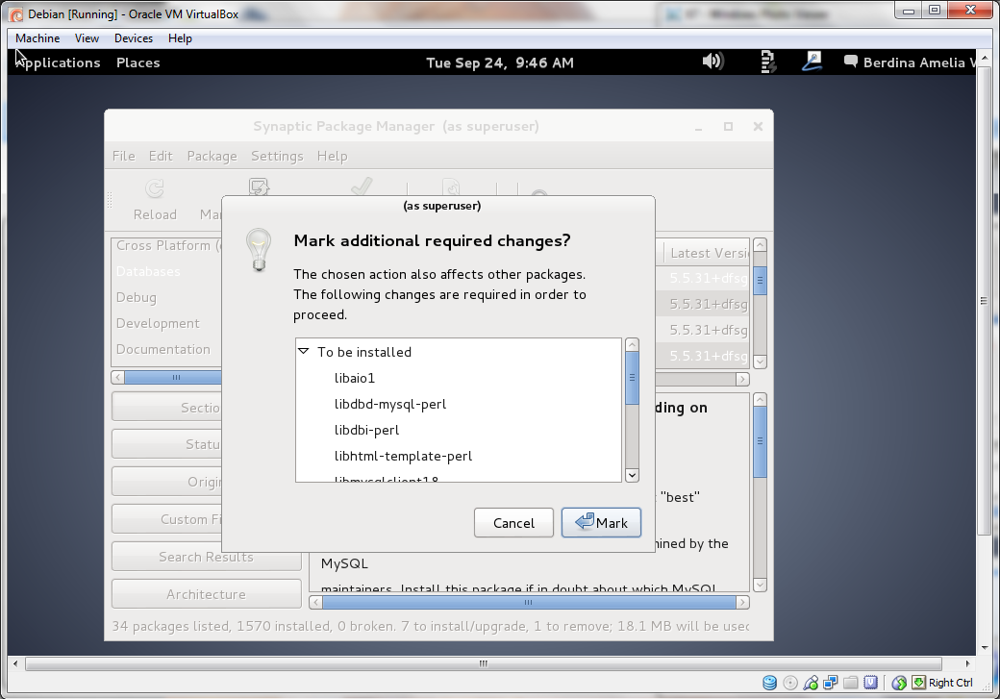 Debian [Running] - Oracle VM VirtualBox
Machine View Devices Help
Applications Places Tue Sep 24, 9:46 AM Berdina Amelia
Synaptic Package Manager (as superuser)
File Edit Package Settings Help
Reload
(as superuser)
Mark additional required changes?
The chosen action also affects other packages.
The following changes are required in order to
proceed.
To be installed
libaio1
libdbd-mysql-perl
libdbi-perl
libhtml-template-perl
libmysqlclient18
Cancel Mark
Cross Platform
Databases
Debug
Development
Documentation
Latest Versi
5.5.31+dfsg
5.5.31+dfsg
5.5.31+dfsg
5.5.31+dfsg
Sectio
Statu
Origi
Custom Fi
Search Results
Architecture
ding on
"best"
mined by the
MySQL
maintainers. Install this package if in doubt about which MySQL
34 packages listed, 1570 installed, 0 broken. 7 to install/upgrade, 1 to remove; 18.1 MB will be used
Right Ctrl